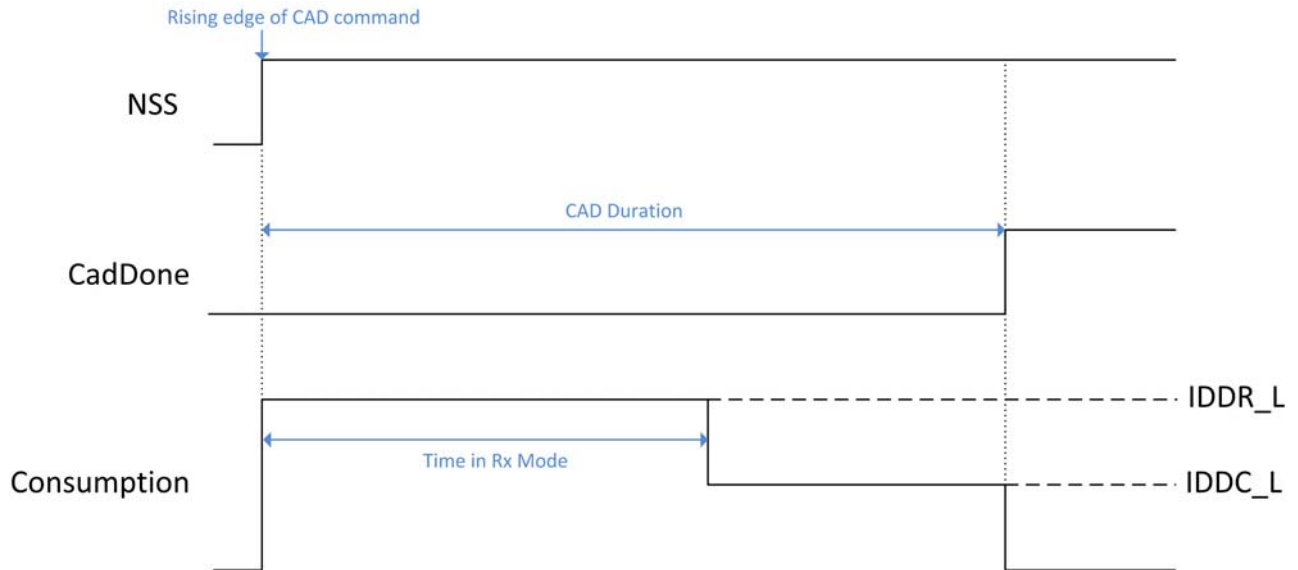 Rising edge of CAD command
NSS
CAD Duration
CadDone
IDDR_L
Time in Rx Mode
Consumption
IDDC_L